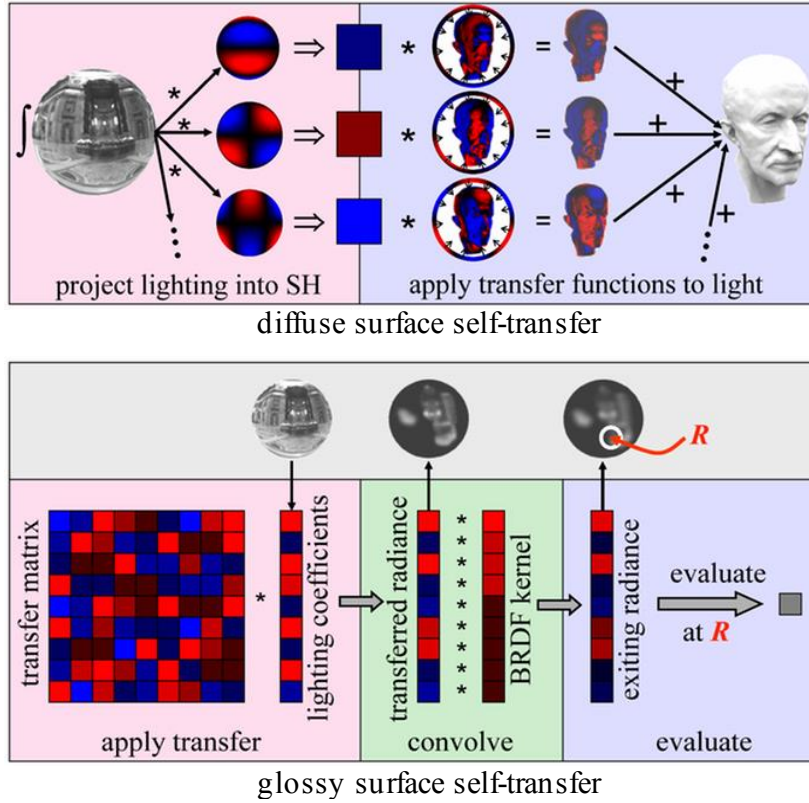 project lighting into SH
apply transfer functions to light
diffuse surface self-transfer
R
transfer matrix
lighting coefficients
transferred radiance
BRDF kernel
exiting radiance
evaluate
at R
apply transfer
convolve
evaluate
glossy surface self-transfer